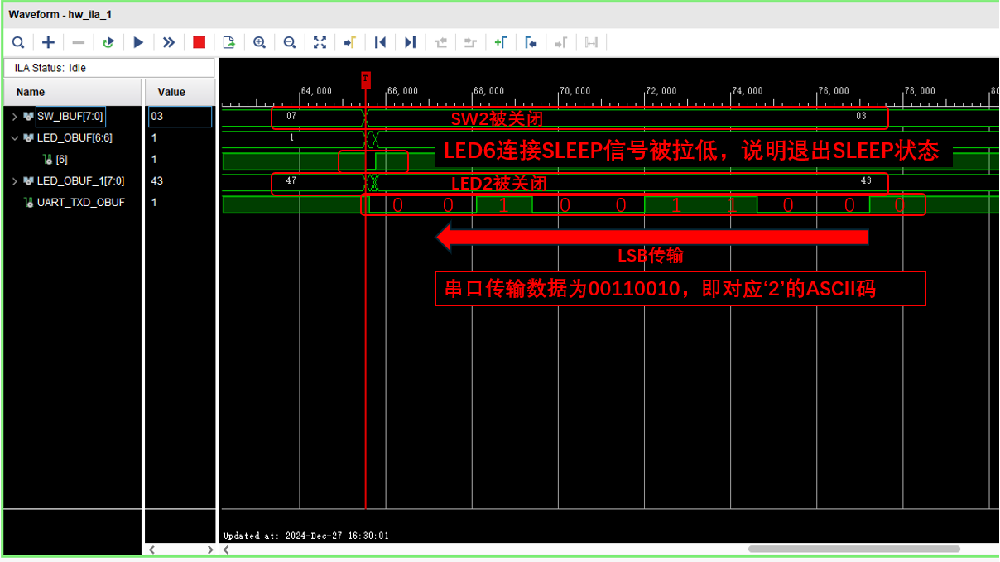 Waveform - hw_ila_1
ILA Status: Idle
Name Value
T
64,000 66,000 68,000 70,000 72,000 74,000 76,000 78,000 80
SW_IBUF[7:0] 03 07 SW2被关闭 03
LED_OBUF[6:6] 1 1
[6] 1 LED6连接SLEEP信号被拉低，说明退出SLEEP状态
LED_OBUF_1[7:0] 43 47 LED2被关闭 43
UART_TXD_OBUF 1 0 0 1 0 0 1 1 0 0 0
LSB传输
串口传输数据为00110010，即对应‘2’的ASCII码
Updated at: 2024-Dec-27 16:30:01